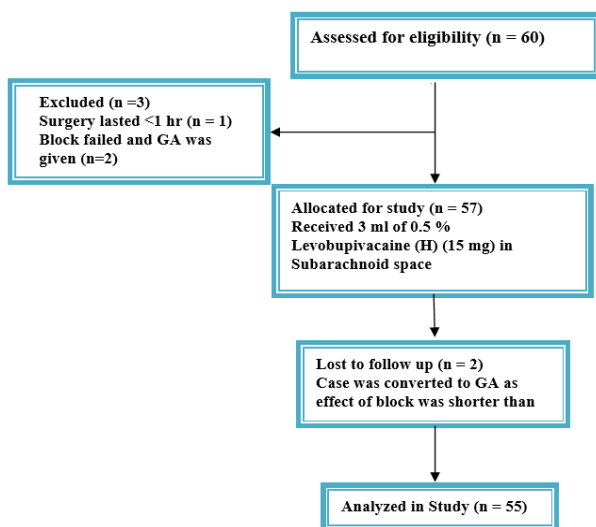 Assessed for eligibility (n = 60)
Excluded (n =3)
Surgery lasted <1 hr (n = 1)
Block failed and GA was
given (n=2)
Allocated for study (n = 57)
Received 3 ml of 0.5 %
Levobupivacaine (H) (15 mg) in
Subarachnoid space
Lost to follow up (n = 2)
Case was converted to GA as
effect of block was shorter than
Analyzed in Study (n = 55)